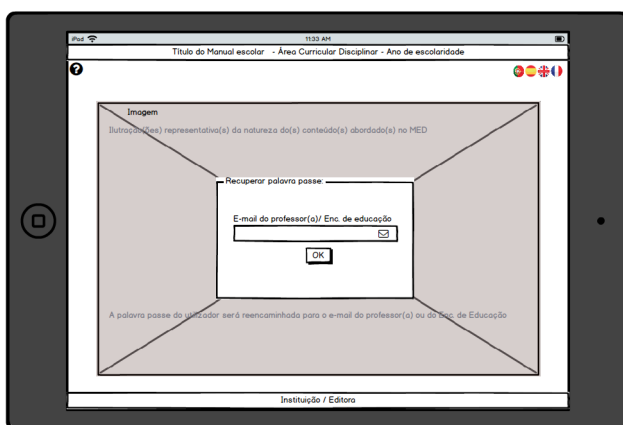 iPod 11:33 AM
Título do Manual escolar - Área Curricular Disciplinar - Ano de escolaridade
?
Imagem
Ilutração(ões) representativa(s) da natureza do(s) conteúdo(s) abordado(s) no MED
Recuperar palavra passe:
E-mail do professor(a)/ Enc. de educação
OK
A palavra passe do utilizador será reencaminhada para o e-mail do professor(a) ou do Enc. de Educação
Instituição / Editora